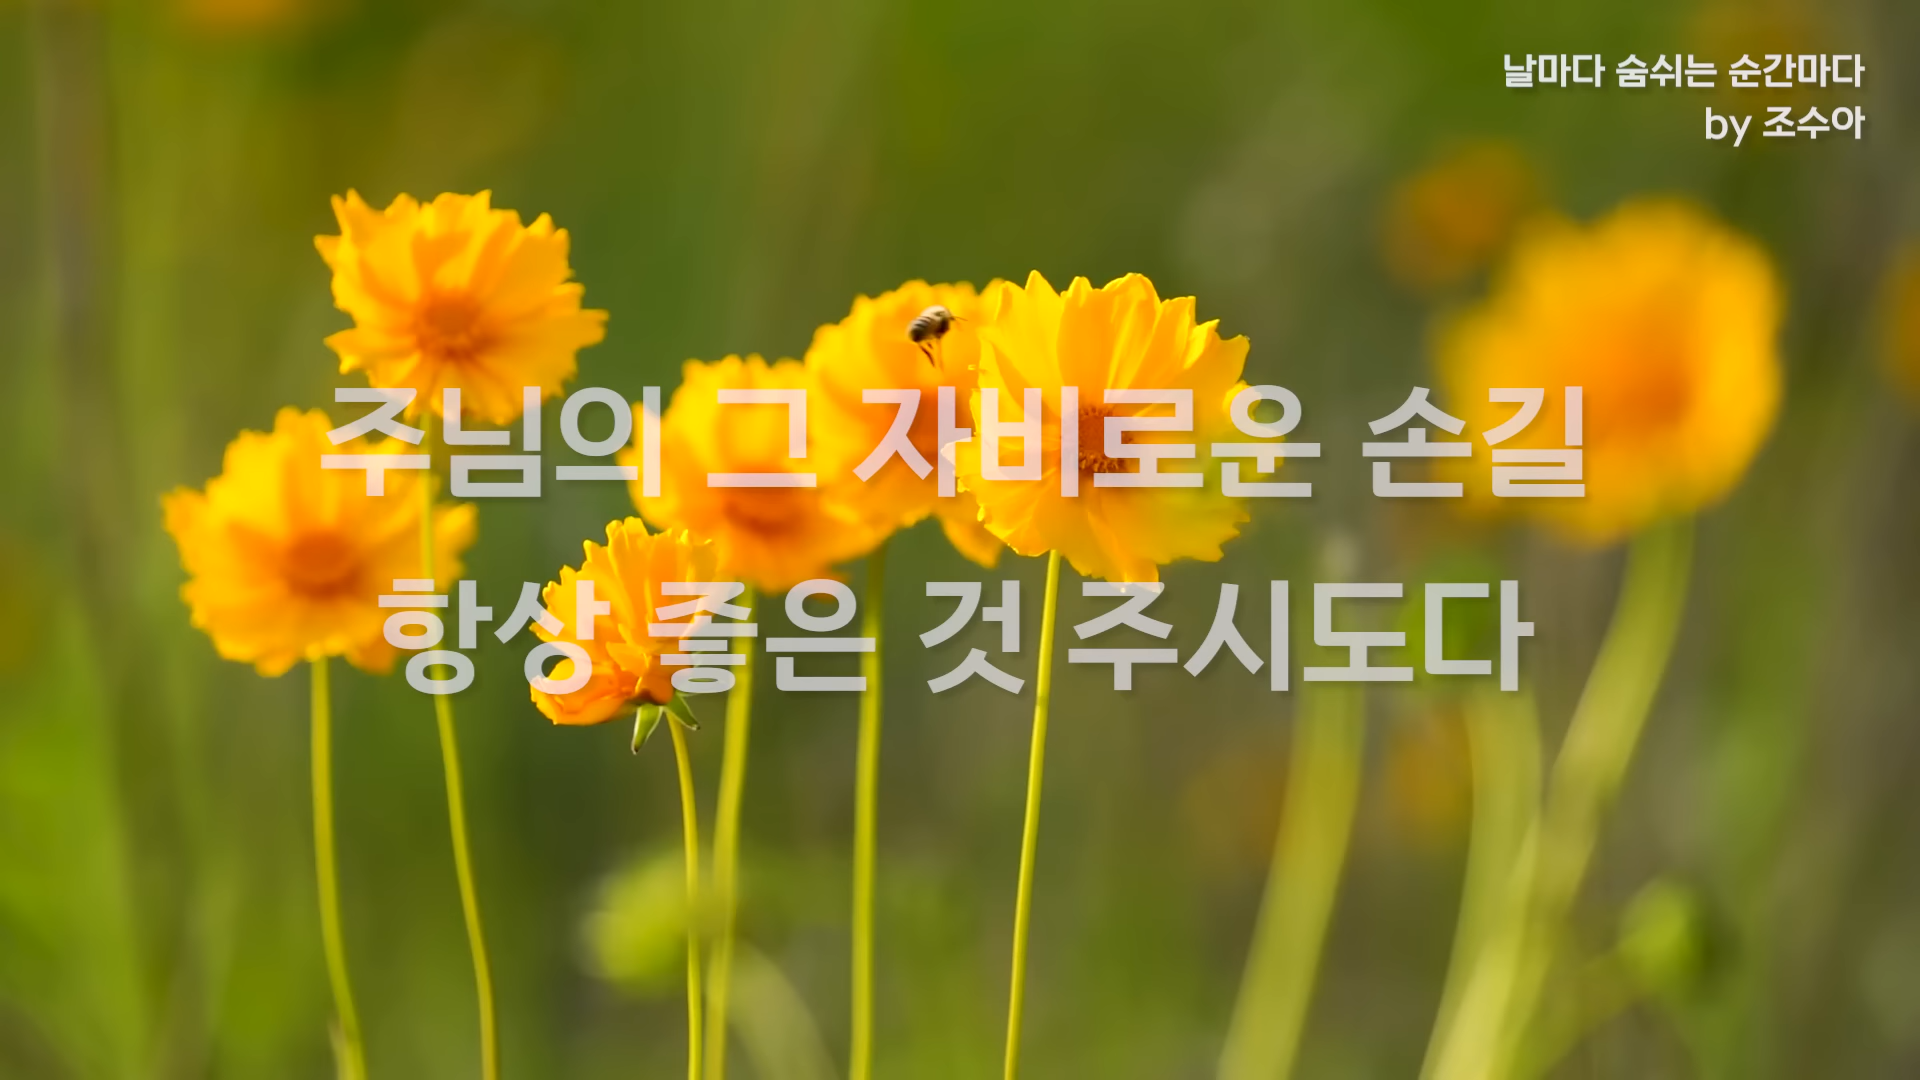 날마다 숨쉬는 순간마다
by 조수아
주님의 그 자비로운 손길
항상 좋은 것 주시도다